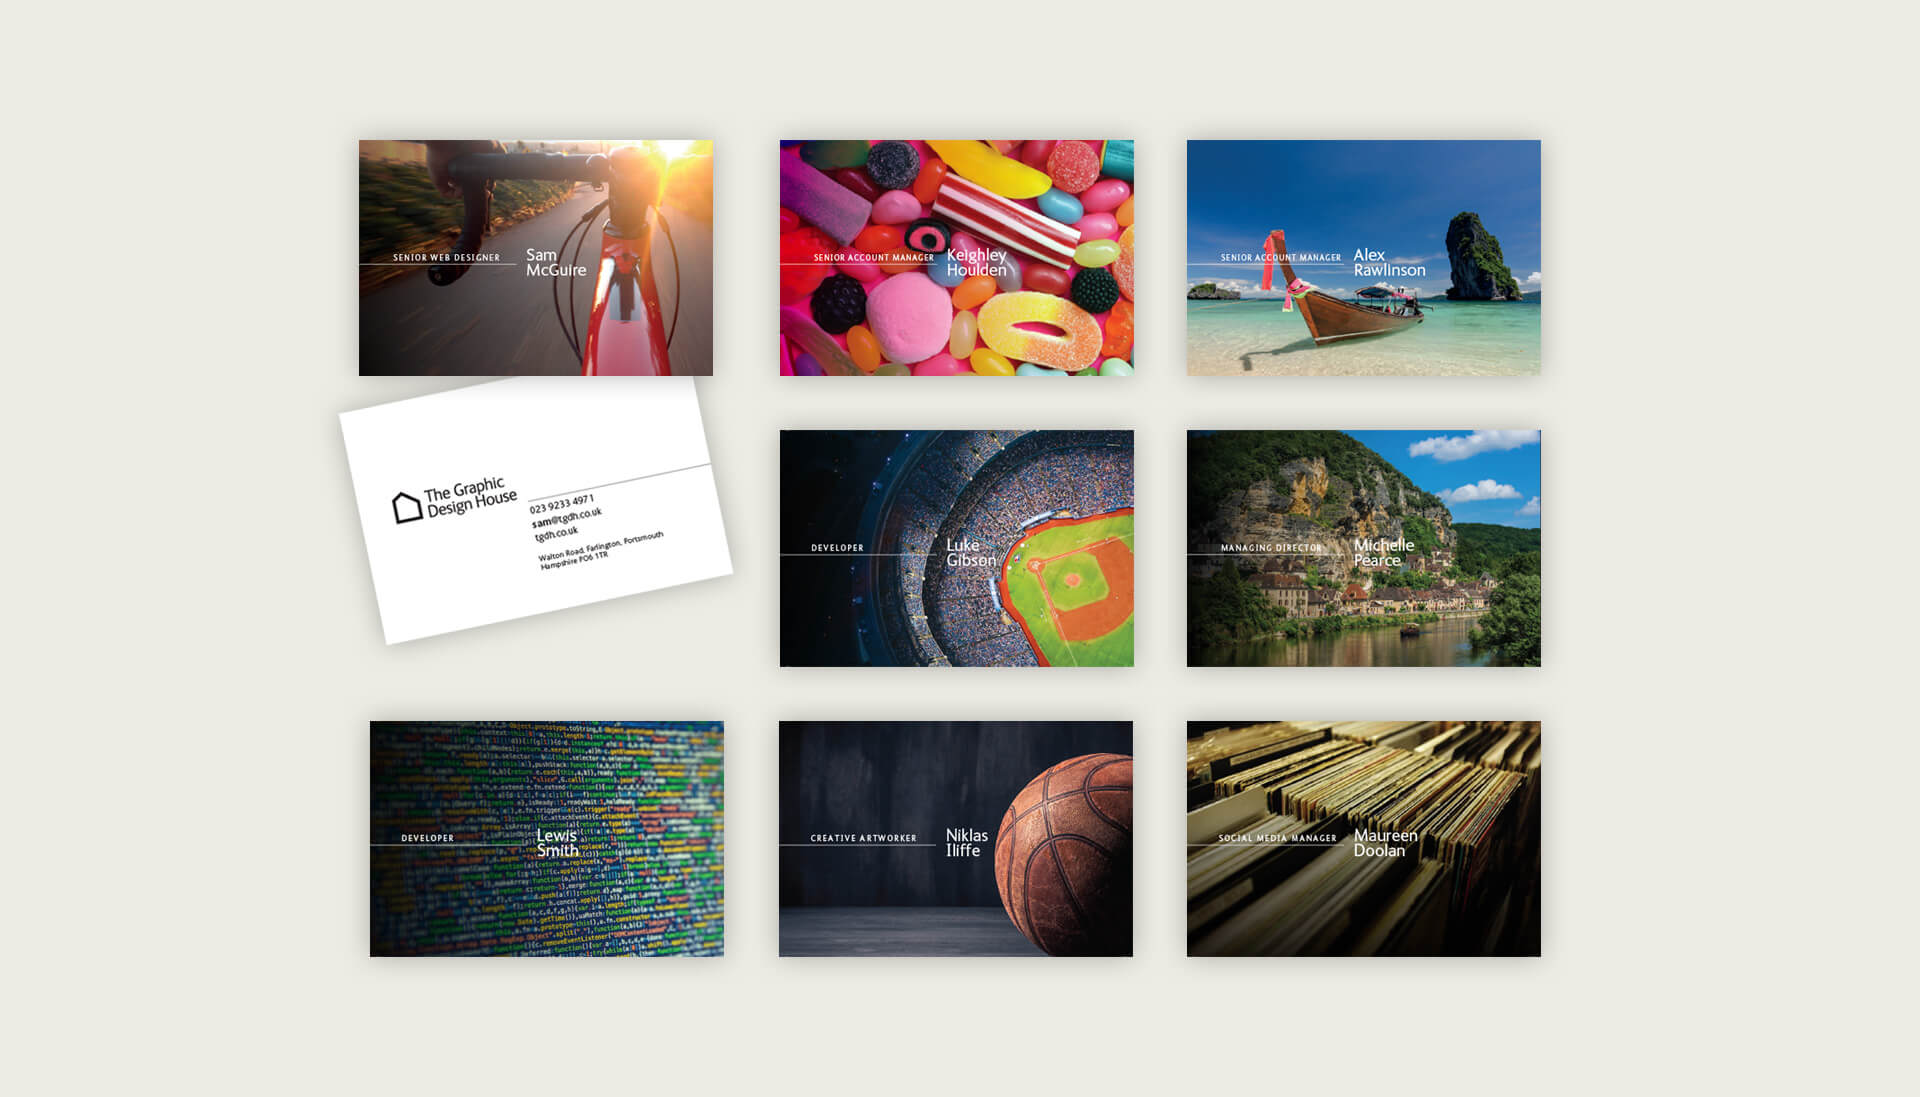 SENIOR WEB DESIGNER
Sam
McGuire
SENIOR ACCOUNT MANAGER
Keighley
Houlden
SENIOR ACCOUNT MANAGER
Alex
Rawlinson
The Graphic
Design House
023 9233 4971
sam@tgdh.co.uk
tgdh.co.uk
Walton Road, Farlington, Portsmouth
Hampshire PO6 1TR
DEVELOPER
Luke
Gibson
MANAGING DIRECTOR
Michelle
Pearce
DEVELOPER
Lewis
Smith
CREATIVE ARTWORKER
Niklas
Iliffe
SOCIAL MEDIA MANAGER
Maureen
Doolan